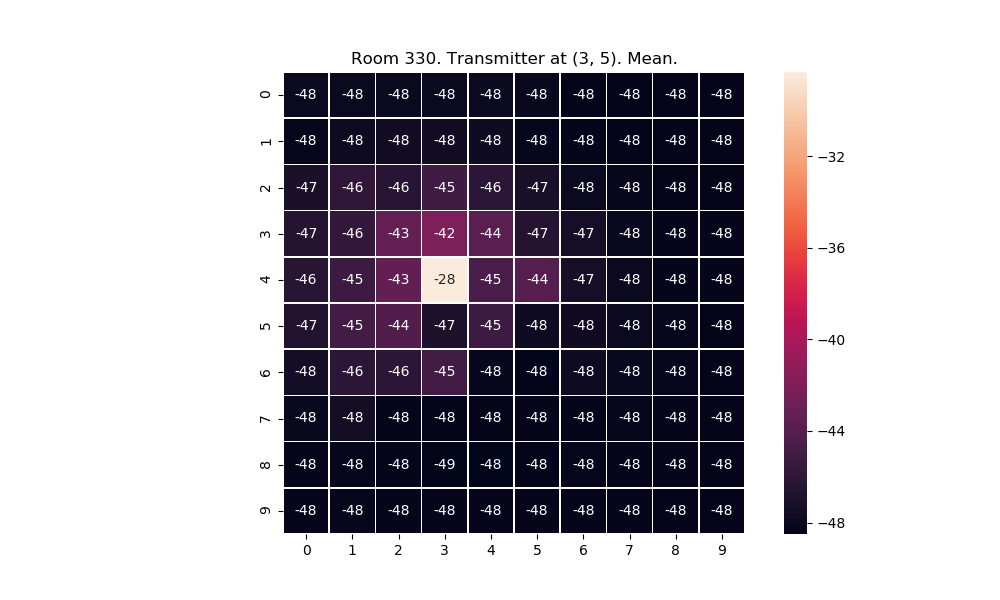 Room 330. Transmitter at (3, 5). Mean.
0 -48 -48 -48 -48 -48 -48 -48 -48 -48 -48
1 -48 -48 -48 -48 -48 -48 -48 -48 -48 -48
−32
2 -47 -46 -46 -45 -46 -47 -48 -48 -48 -48
3 -47 -46 -43 -42 -44 -47 -47 -48 -48 -48
−36
4 -46 -45 -43 -28 -45 -44 -47 -48 -48 -48
5 -47 -45 -44 -47 -45 -48 -48 -48 -48 -48
−40
6 -48 -46 -46 -45 -48 -48 -48 -48 -48 -48
7 -48 -48 -48 -48 -48 -48 -48 -48 -48 -48
−44
8 -48 -48 -48 -49 -48 -48 -48 -48 -48 -48
9 -48 -48 -48 -48 -48 -48 -48 -48 -48 -48
−48
0 1 2 3 4 5 6 7 8 9